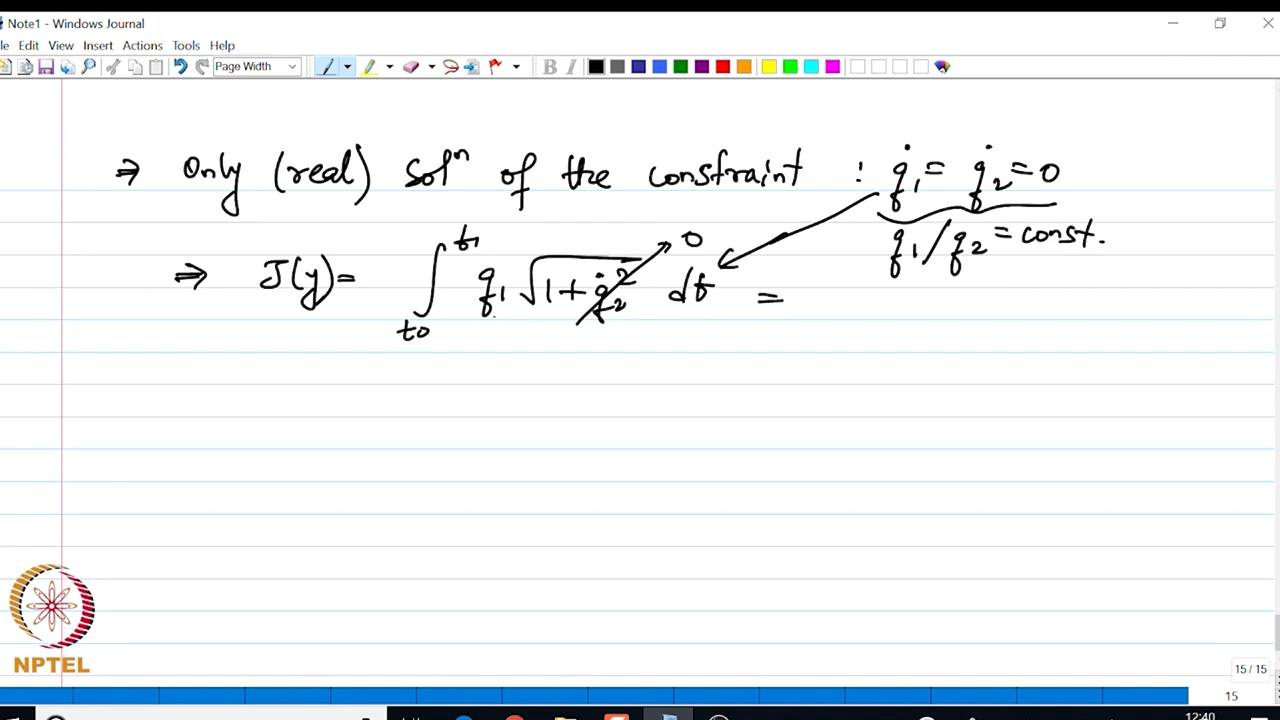 Note1 - Windows Journal
le Edit View Insert Actions Tools Help
Page Width
B I
⇒ Only (real) solⁿ of the constraint : q̇₁ = q̇₂ = 0
q₁/q₂ = const.
⇒ J(y) = ∫_{t₀}^{t₁} q₁ √(1 + q̇₂²) dt =
0
NPTEL
15 / 15
15
12:40